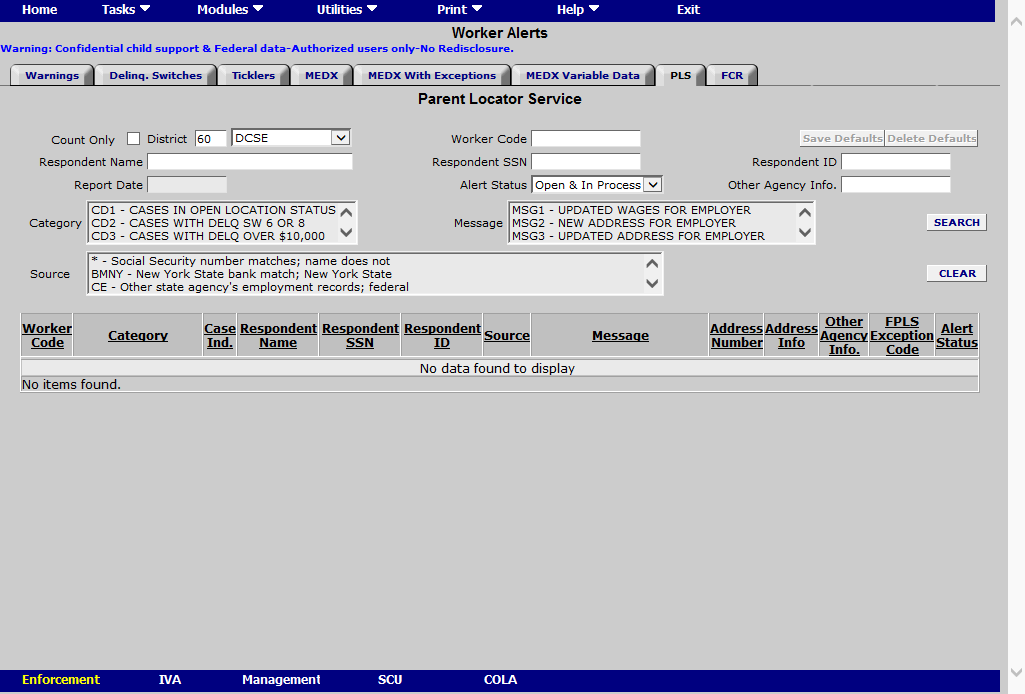 Home Tasks Modules Utilities Print Help Exit
Worker Alerts
Warning: Confidential child support & Federal data-Authorized users only-No Redisclosure.
Warnings Delinq. Switches Ticklers MEDX MEDX With Exceptions MEDX Variable Data PLS FCR
Parent Locator Service
Count Only District 60 DCSE Worker Code Save Defaults Delete Defaults
Respondent Name Respondent SSN Respondent ID
Report Date Alert Status Open & In Process Other Agency Info.
Category
CD1 - CASES IN OPEN LOCATION STATUS
CD2 - CASES WITH DELQ SW 6 OR 8
CD3 - CASES WITH DELQ OVER $10,000
Message
MSG1 - UPDATED WAGES FOR EMPLOYER
MSG2 - NEW ADDRESS FOR EMPLOYER
MSG3 - UPDATED ADDRESS FOR EMPLOYER
SEARCH
Source
* - Social Security number matches; name does not
BMNY - New York State bank match; New York State
CE - Other state agency's employment records; federal
CLEAR
Worker Code
Category
Case Ind.
Respondent Name
Respondent SSN
Respondent ID
Source
Message
Address Number
Address Info
Other Agency Info.
FPLS Exception Code
Alert Status
No data found to display
No items found.
Enforcement IVA Management SCU COLA